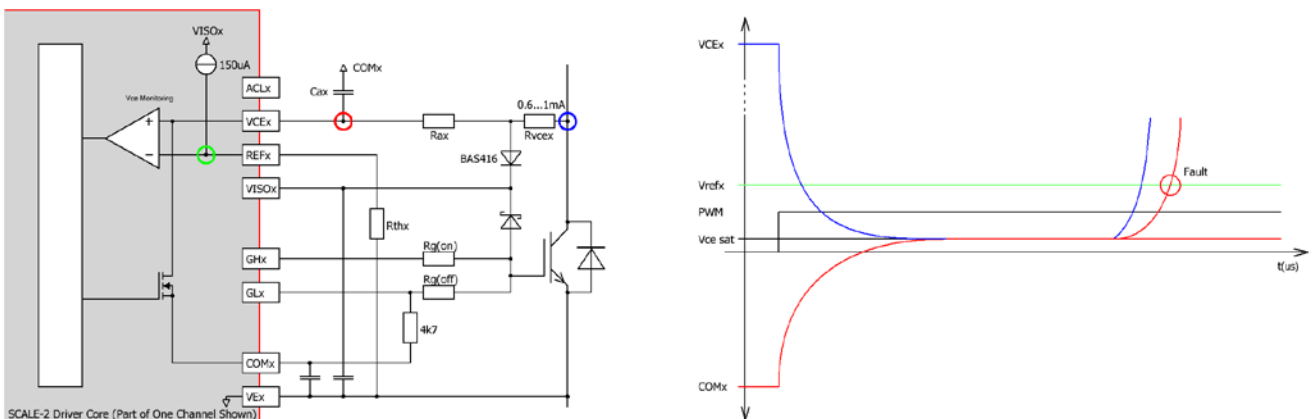 VISOx
150uA
Vce Monitoring
ACLx
VCEx
REFx
VISOx
GHx
GLx
COMx
VEx
COMx
Cax
0.6...1mA
Rax
Rvcex
BAS416
Rthx
Rg(on)
Rg(off)
4k7
SCALE-2 Driver Core (Part of One Channel Shown)
VCEx
Vrefx
Fault
PWM
Vce sat
t(us)
COMx